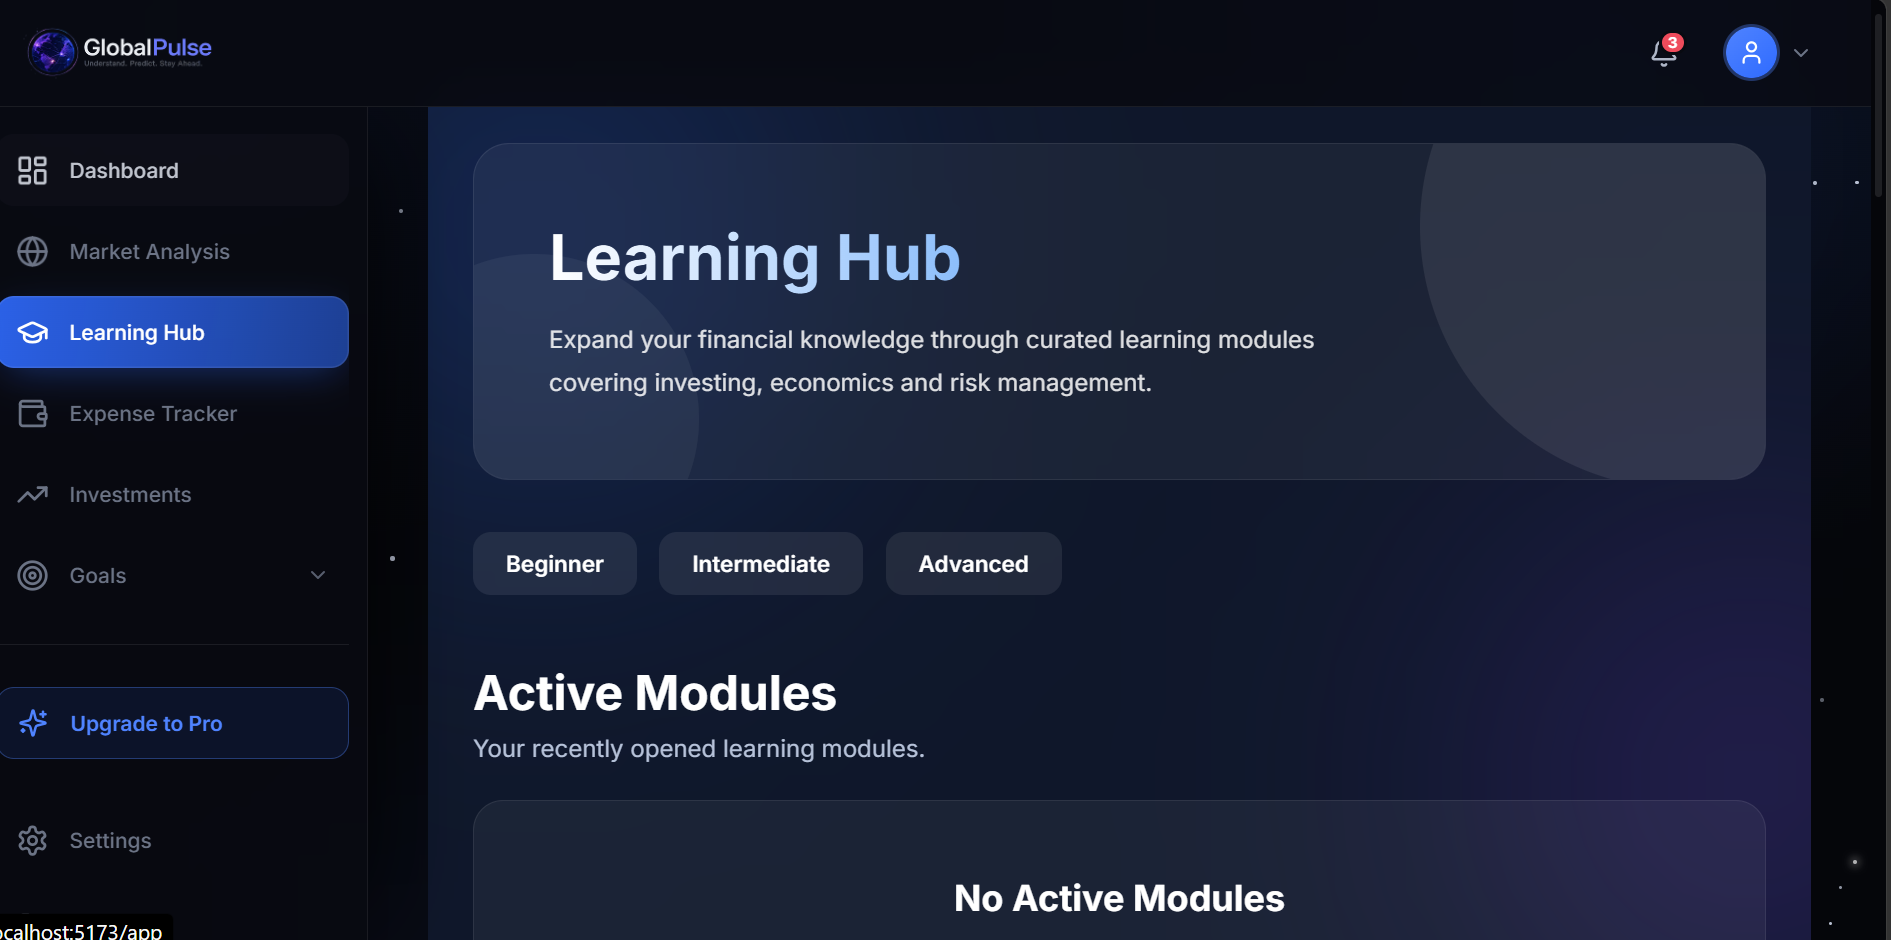 GlobalPulse
Understand. Predict. Stay Ahead.
3
Dashboard
Market Analysis
Learning Hub
Expense Tracker
Investments
Goals
Upgrade to Pro
Settings
Learning Hub
Expand your financial knowledge through curated learning modules
covering investing, economics and risk management.
Beginner
Intermediate
Advanced
Active Modules
Your recently opened learning modules.
No Active Modules
ocalhost:5173/app